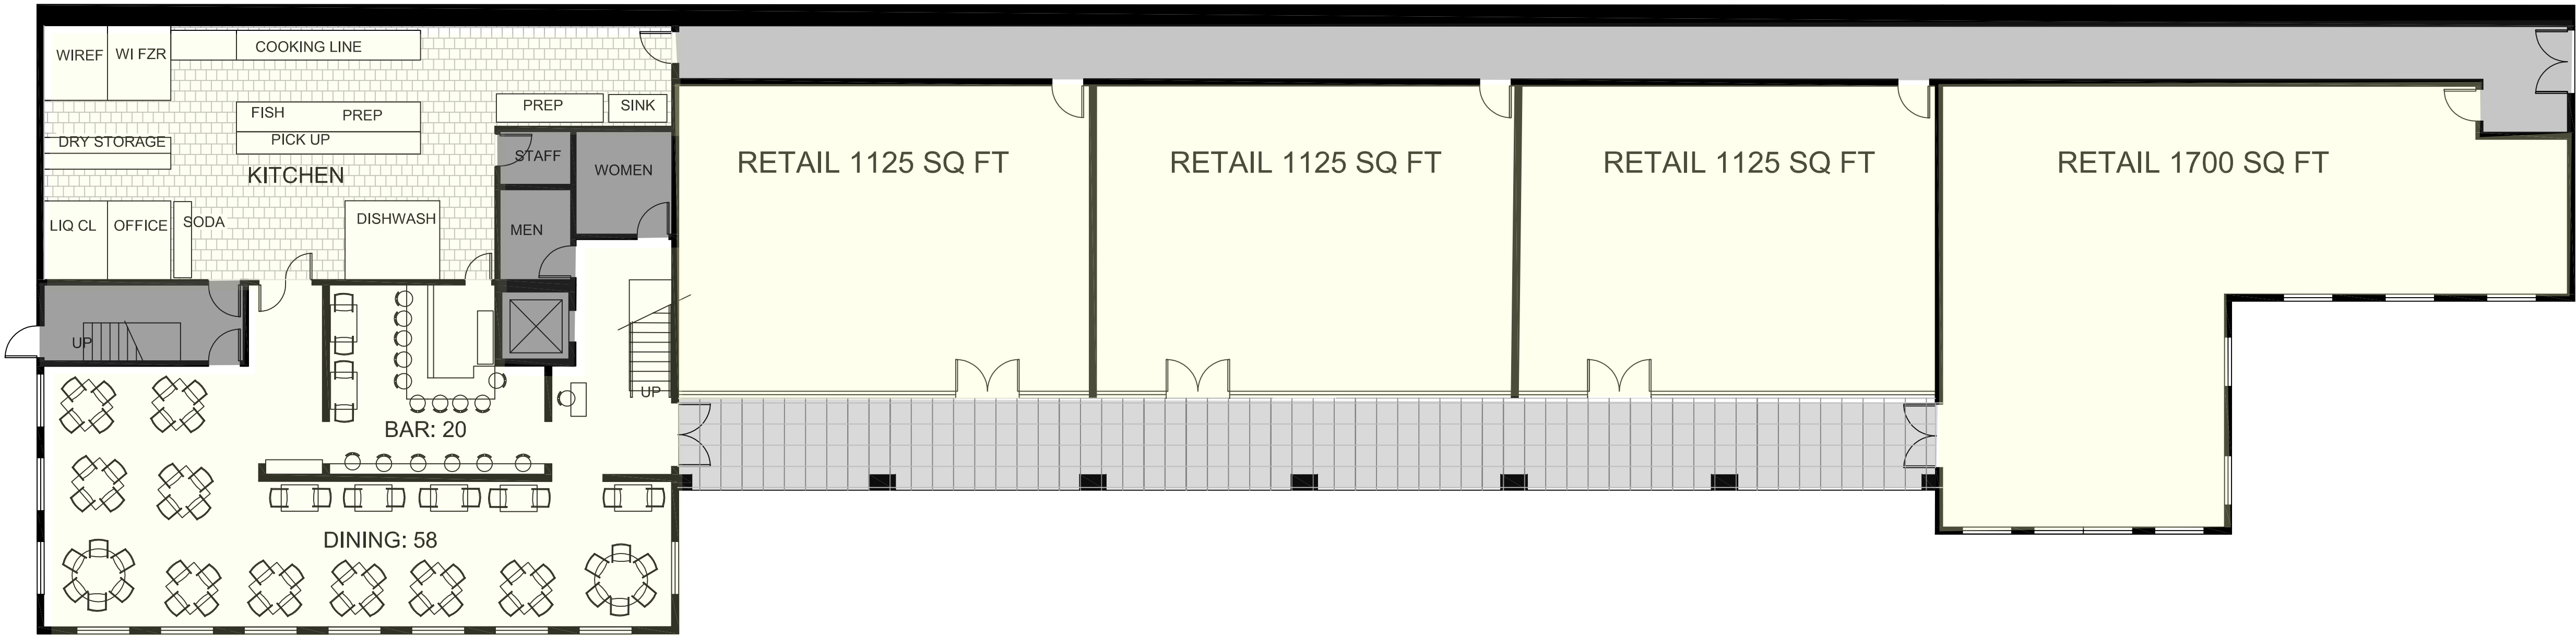 WIREF
WI FZR
COOKING LINE
FISH
PREP
PICK UP
PREP
SINK
DRY STORAGE
KITCHEN
STAFF
WOMEN
MEN
LIQ CL
OFFICE
SODA
DISHWASH
UP
UP
BAR: 20
DINING: 58
RETAIL 1125 SQ FT
RETAIL 1125 SQ FT
RETAIL 1125 SQ FT
RETAIL 1700 SQ FT